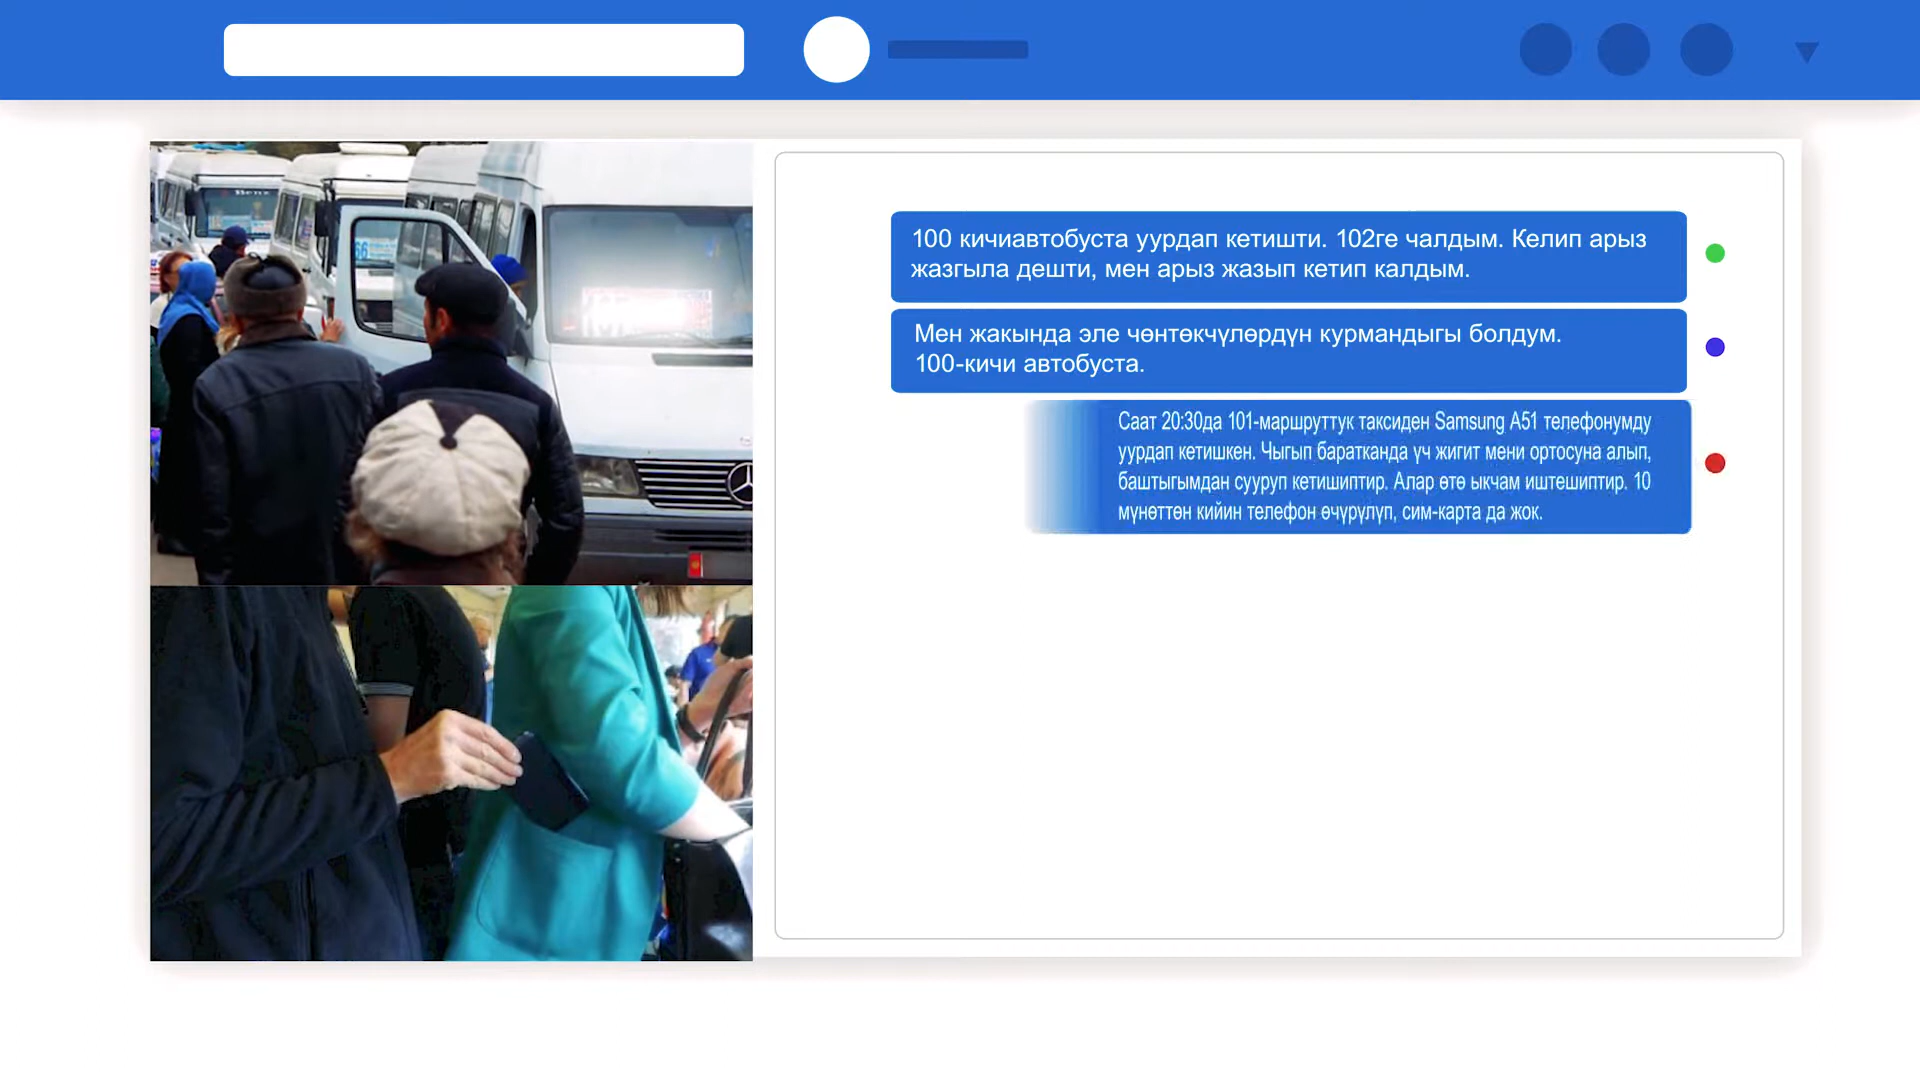 100 кичиавтобуста уурдап кетишти. 102ге чалдым. Келип арыз
жазгыла дешти, мен арыз жазып кетип калдым.
Мен жакында эле чөнтөкчүлөрдүн курмандыгы болдум.
100-кичи автобуста.
Саат 20:30да 101-маршруттук таксиден Samsung A51 телефонумду
уурдап кетишкен. Чыгып баратканда үч жигит мени ортосуна алып,
баштыгымдан сууруп кетишиптир. Алар өтө ыкчам иштешиптир. 10
мүнөттөн кийин телефон өчүрүлүп, сим-карта да жок.